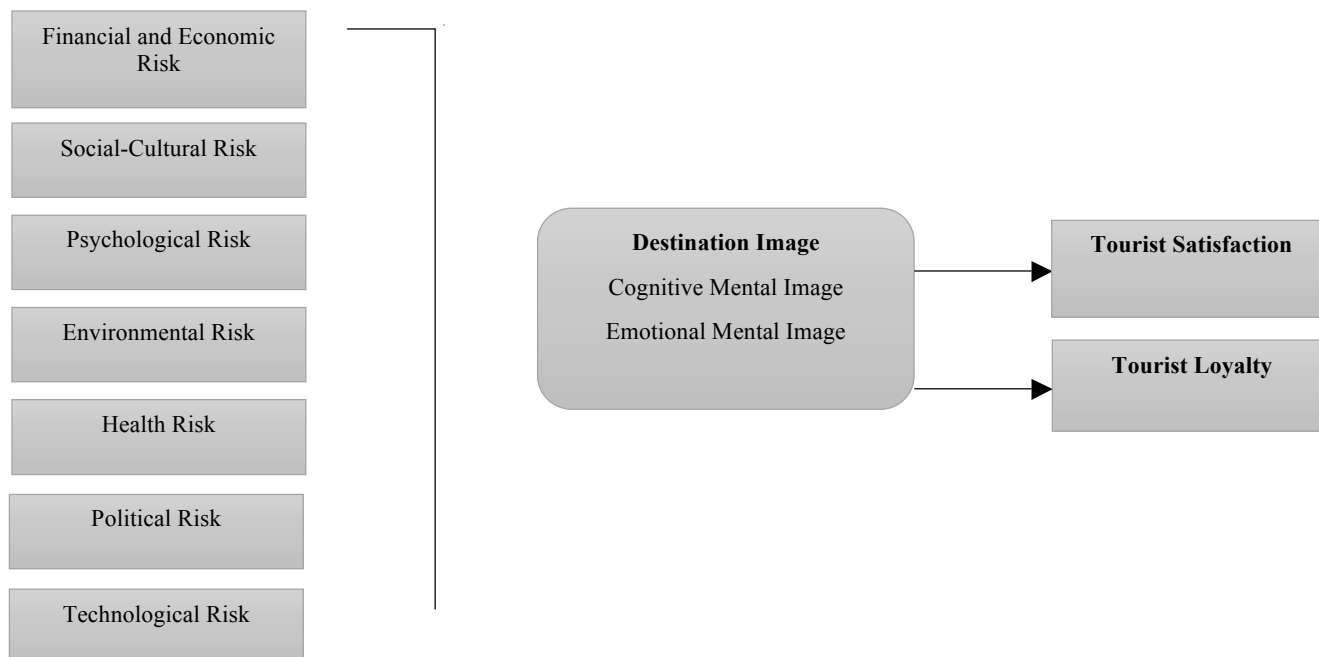 Financial and Economic
Risk
Social-Cultural Risk
Psychological Risk
Environmental Risk
Health Risk
Political Risk
Technological Risk
Destination Image
Cognitive Mental Image
Emotional Mental Image
Tourist Satisfaction
Tourist Loyalty